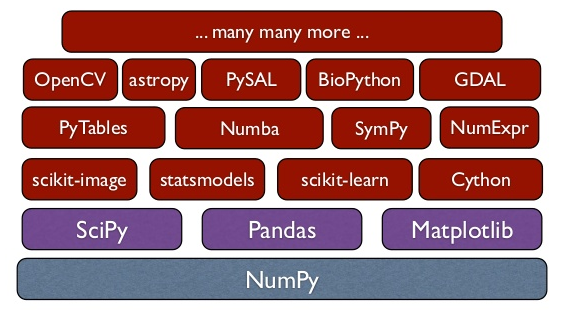 ... many many more ...
OpenCV astropy PySAL BioPython GDAL
PyTables Numba SymPy NumExpr
scikit-image statsmodels scikit-learn Cython
SciPy Pandas Matplotlib
NumPy